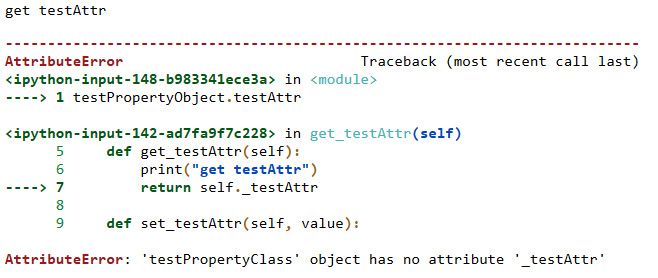 get testAttr
---------------------------------------------------------------------------
AttributeError                            Traceback (most recent call last)
<ipython-input-148-b983341ece3a> in <module>
----> 1 testPropertyObject.testAttr

<ipython-input-142-ad7fa9f7c228> in get_testAttr(self)
      5     def get_testAttr(self):
      6         print("get testAttr")
----> 7         return self._testAttr
      8
      9     def set_testAttr(self, value):

AttributeError: 'testPropertyClass' object has no attribute '_testAttr'